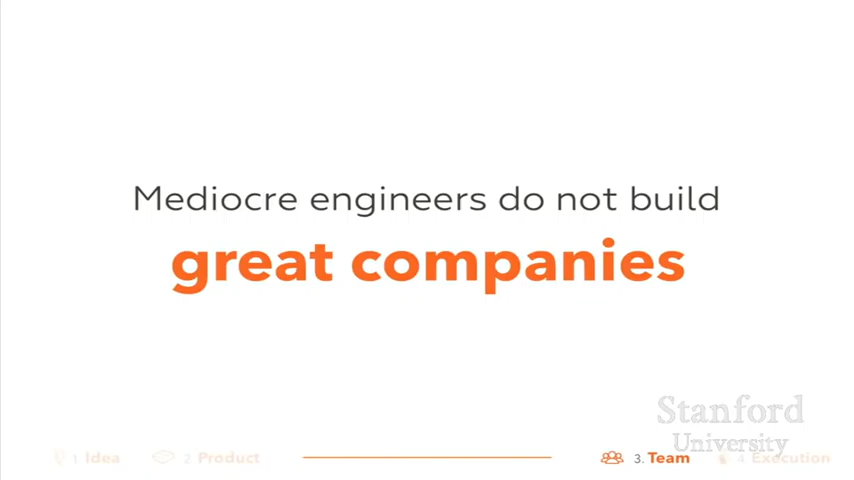 Mediocre engineers do not build
great companies
Stanford
University
1 Idea
2 Product
3. Team
4 Execution